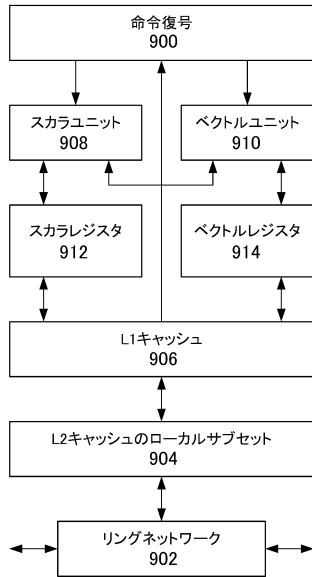 命令復号
900
スカラユニット
908
ベクトルユニット
910
スカラレジスタ
912
ベクトルレジスタ
914
L1キャッシュ
906
L2キャッシュのローカルサブセット
904
リングネットワーク
902